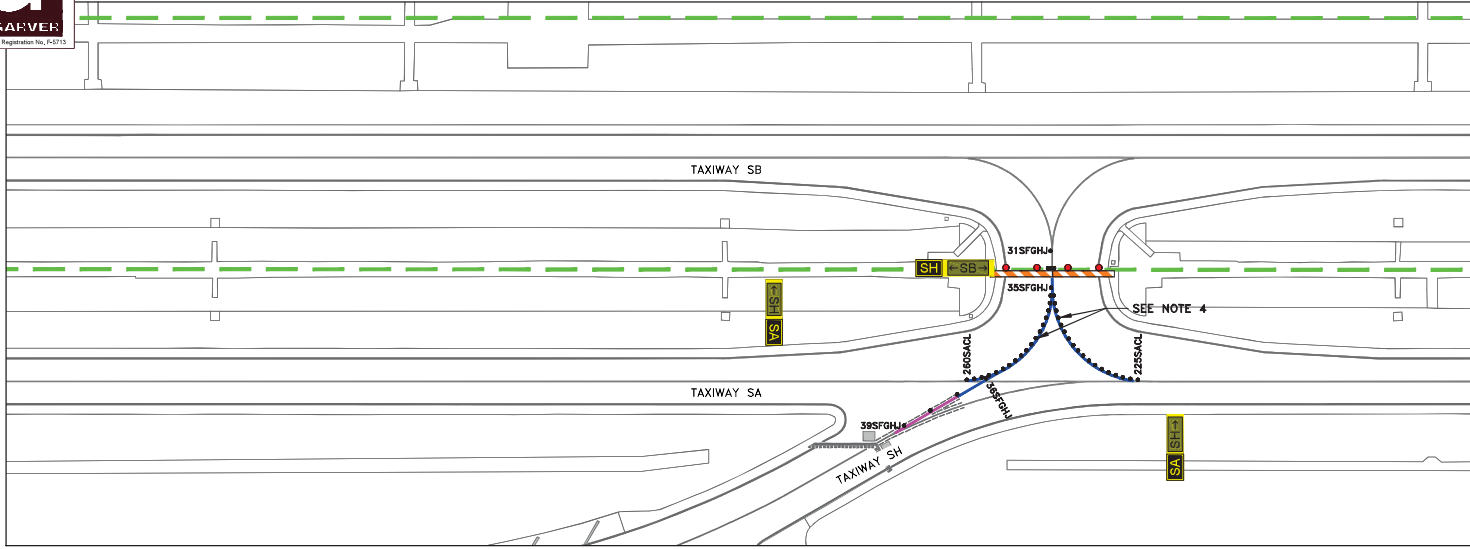 GARVER
Registration No. F-5713
TAXIWAY SB
31SFGHJ
SH ←SB→
35SFGHJ
←SH
SA
SEE NOTE 4
260SACL
225SACL
TAXIWAY SA
36SFGHJ
39SFGHJ
SH→
SA
TAXIWAY SH